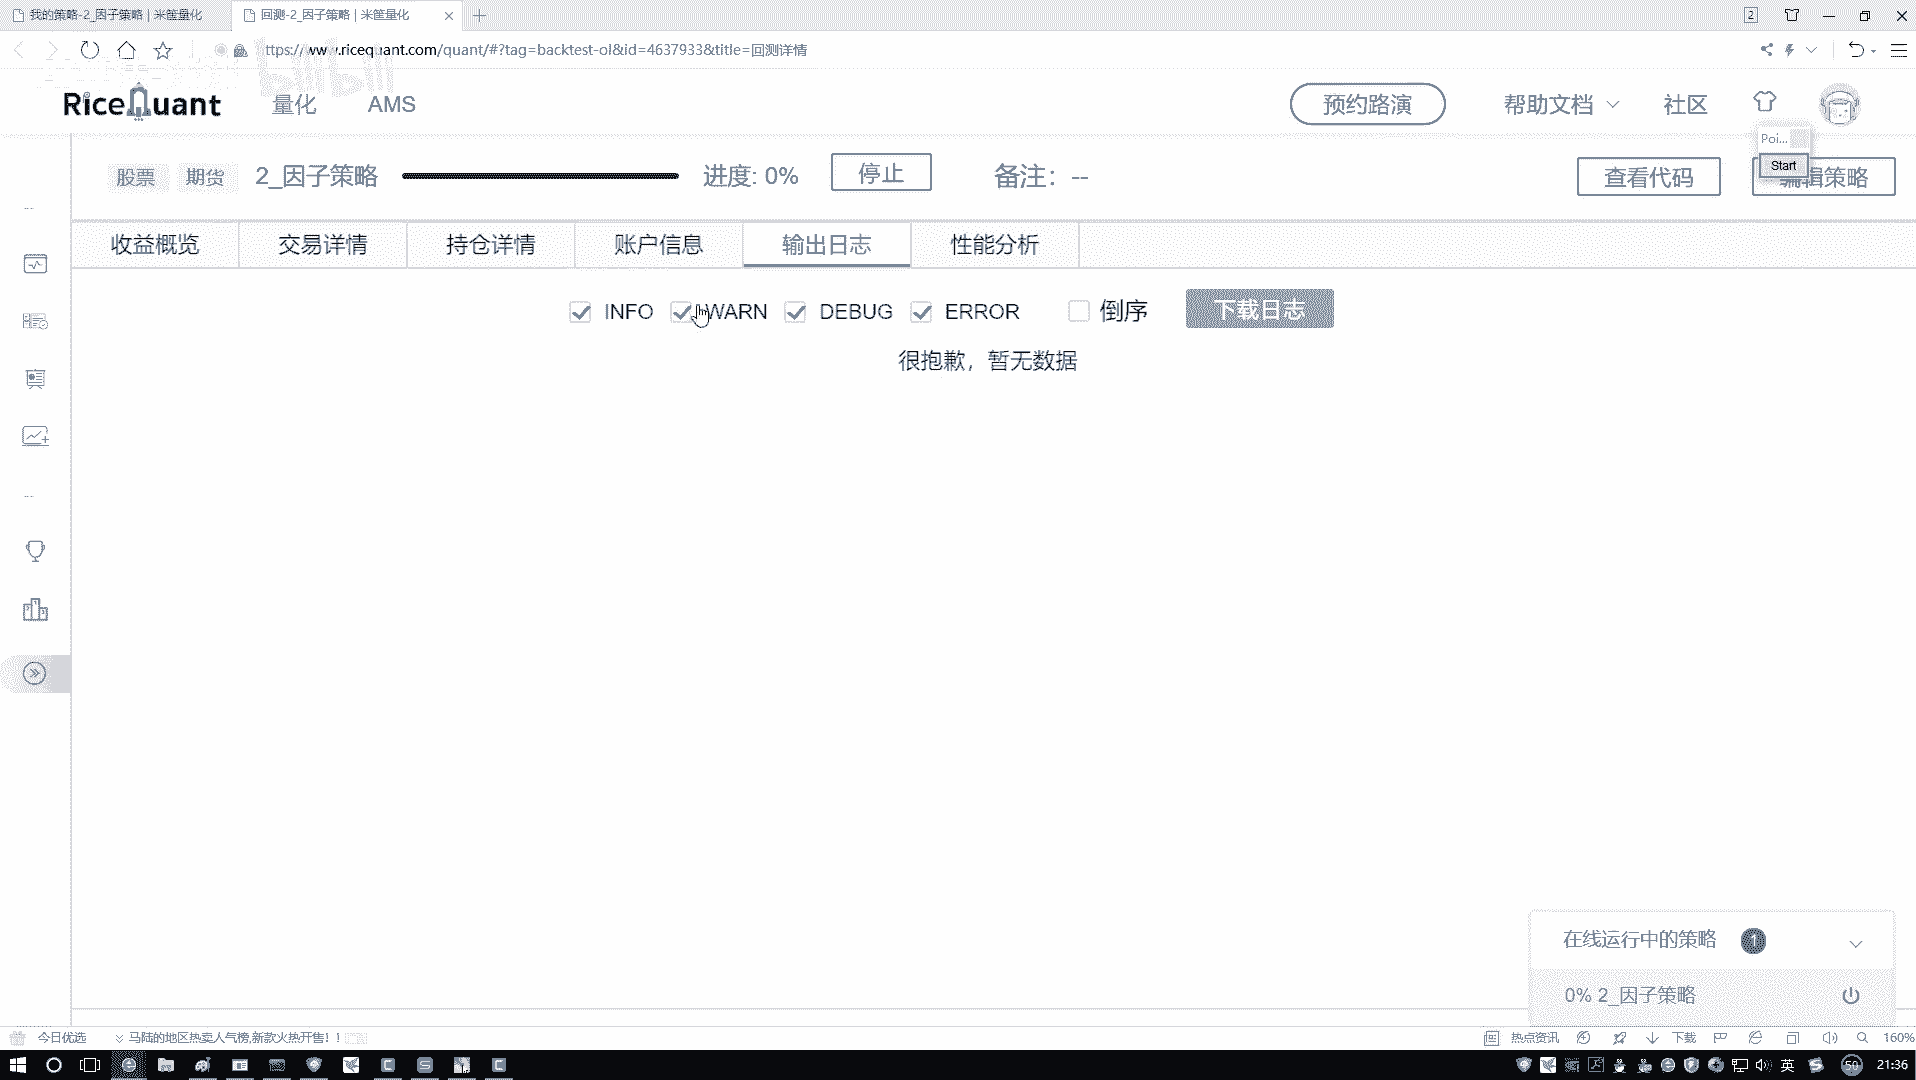 我的策略-2_因子策略 | 米筐量化
回测-2_因子策略 | 米筐量化
2
ttps://www.ricequant.com/quant/#?tag=backtest-ol&id=4637933&title=回测详情
bilibili
RiceQuant
量化
AMS
预约路演
帮助文档
社区
Poi...
Start
股票
期货
2_因子策略
进度: 0%
停止
备注：--
查看代码
编辑策略
收益概览
交易详情
持仓详情
账户信息
输出日志
性能分析
INFO
WARN
DEBUG
ERROR
倒序
下载日志
很抱歉，暂无数据
在线运行中的策略
1
0% 2_因子策略
今日优选
马陆的地区热卖人气榜,新款火热开售！!
热点资讯
下载
160%
英
50
21:36